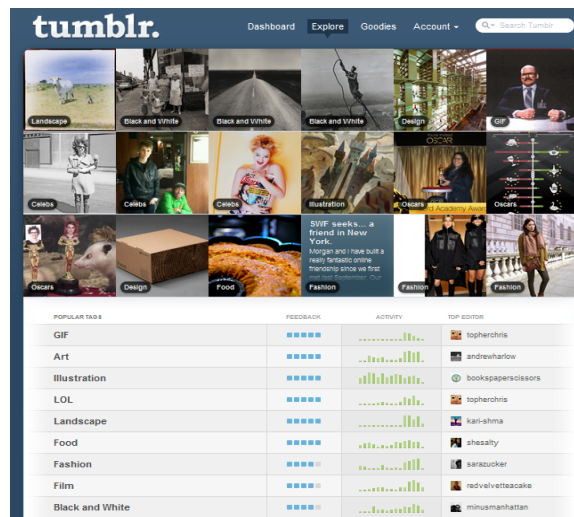 tumblr.
Dashboard Explore Goodies Account Search Tumblr
Landscape Black and White Black and White Black and White Design GIF
OSCAR
Celebs Celebs Celebs Illustration Oscars Oscars
SWF seeks... a
friend in New
York.
Morgan and I have built a
really fantastic online
friendship since we first
met last September. Our
Oscars Design Food Fashion Fashion Fashion
POPULAR TAGS FEEDBACK ACTIVITY TOP EDITOR
GIF topherchris
Art andrewharlow
Illustration bookspaperscissors
LOL topherchris
Landscape kari-shma
Food shesalty
Fashion sarazucker
Film redvelvetteacake
Black and White minusmanhattan